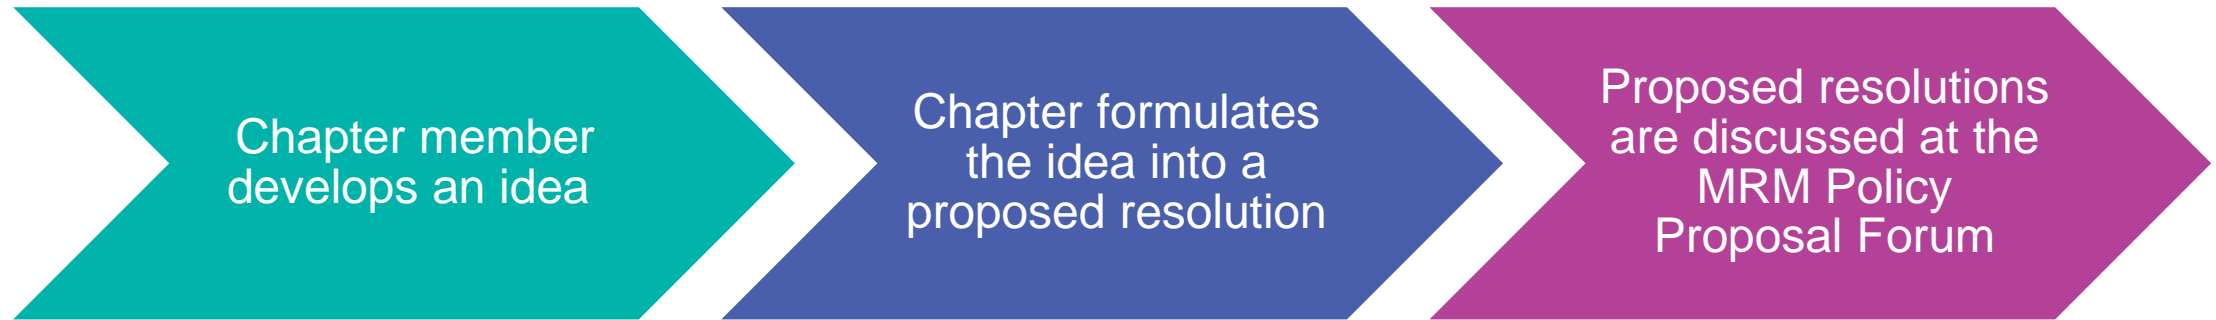 Chapter member
develops an idea
Chapter formulates
the idea into a
proposed resolution
Proposed resolutions
are discussed at the
MRM Policy
Proposal Forum